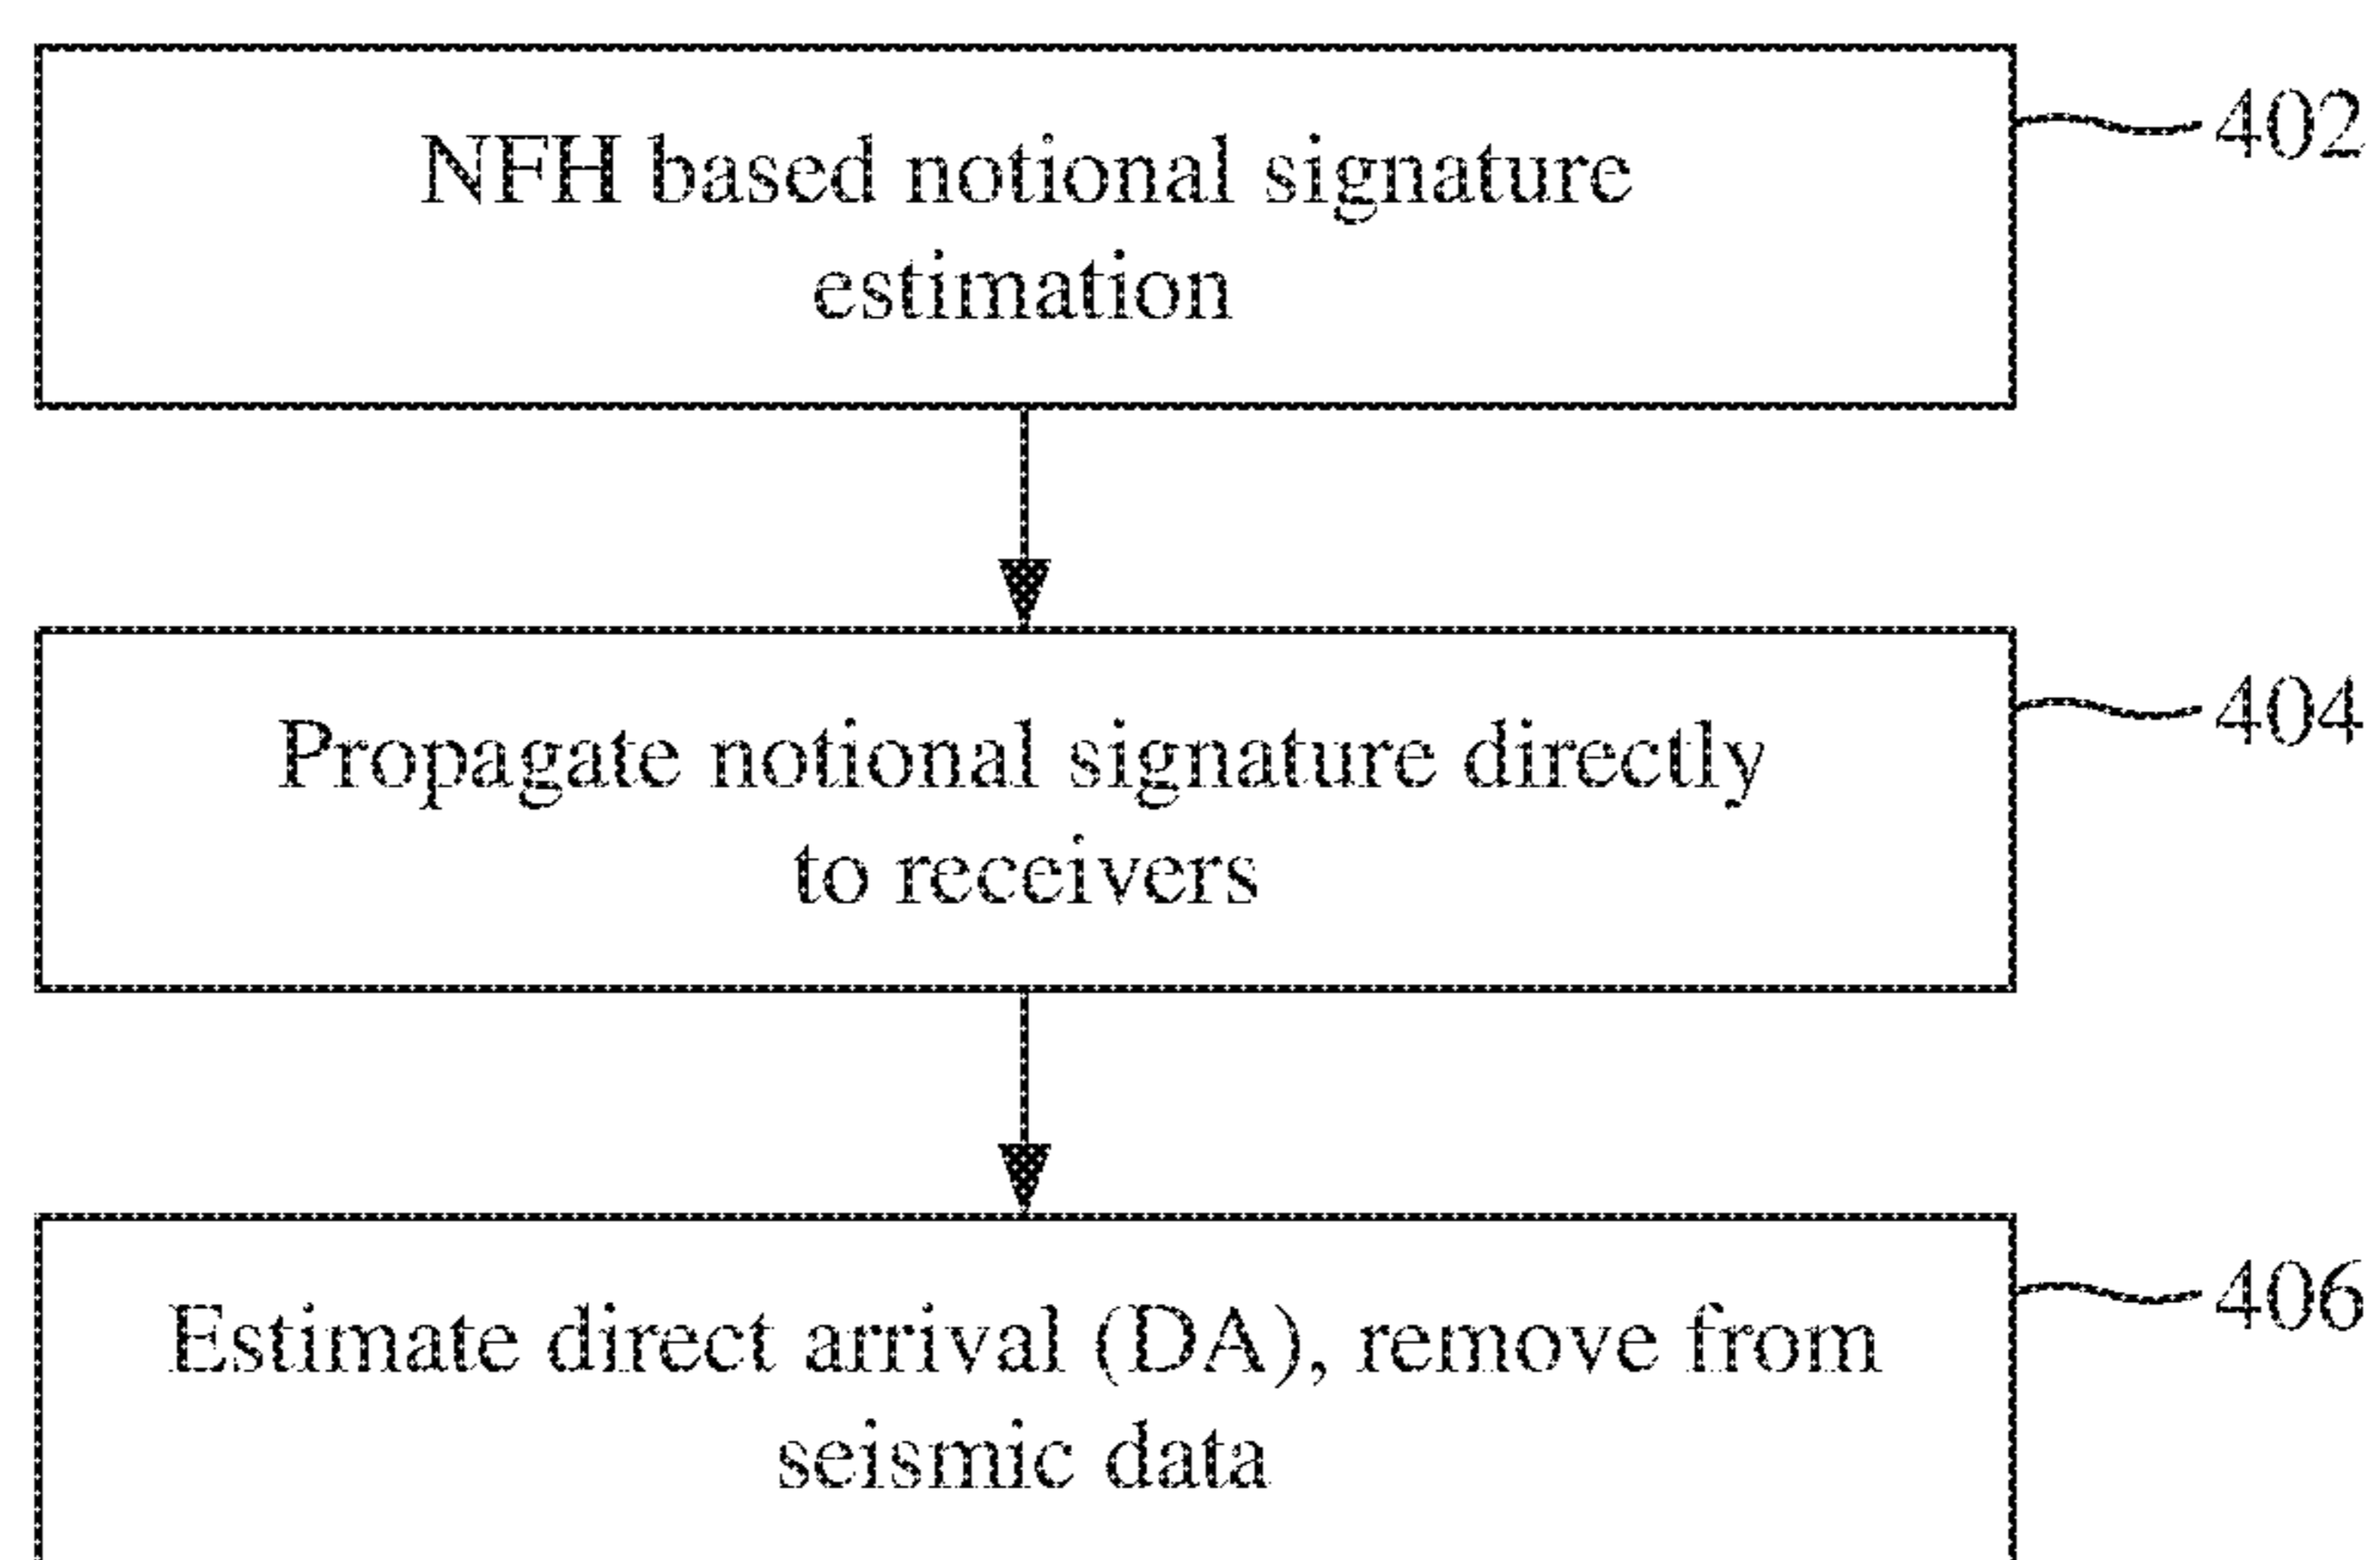 NFH based notional signature
estimation
402
Propagate notional signature directly
to receivers
404
Estimate direct arrival (DA), remove from
seismic data
406